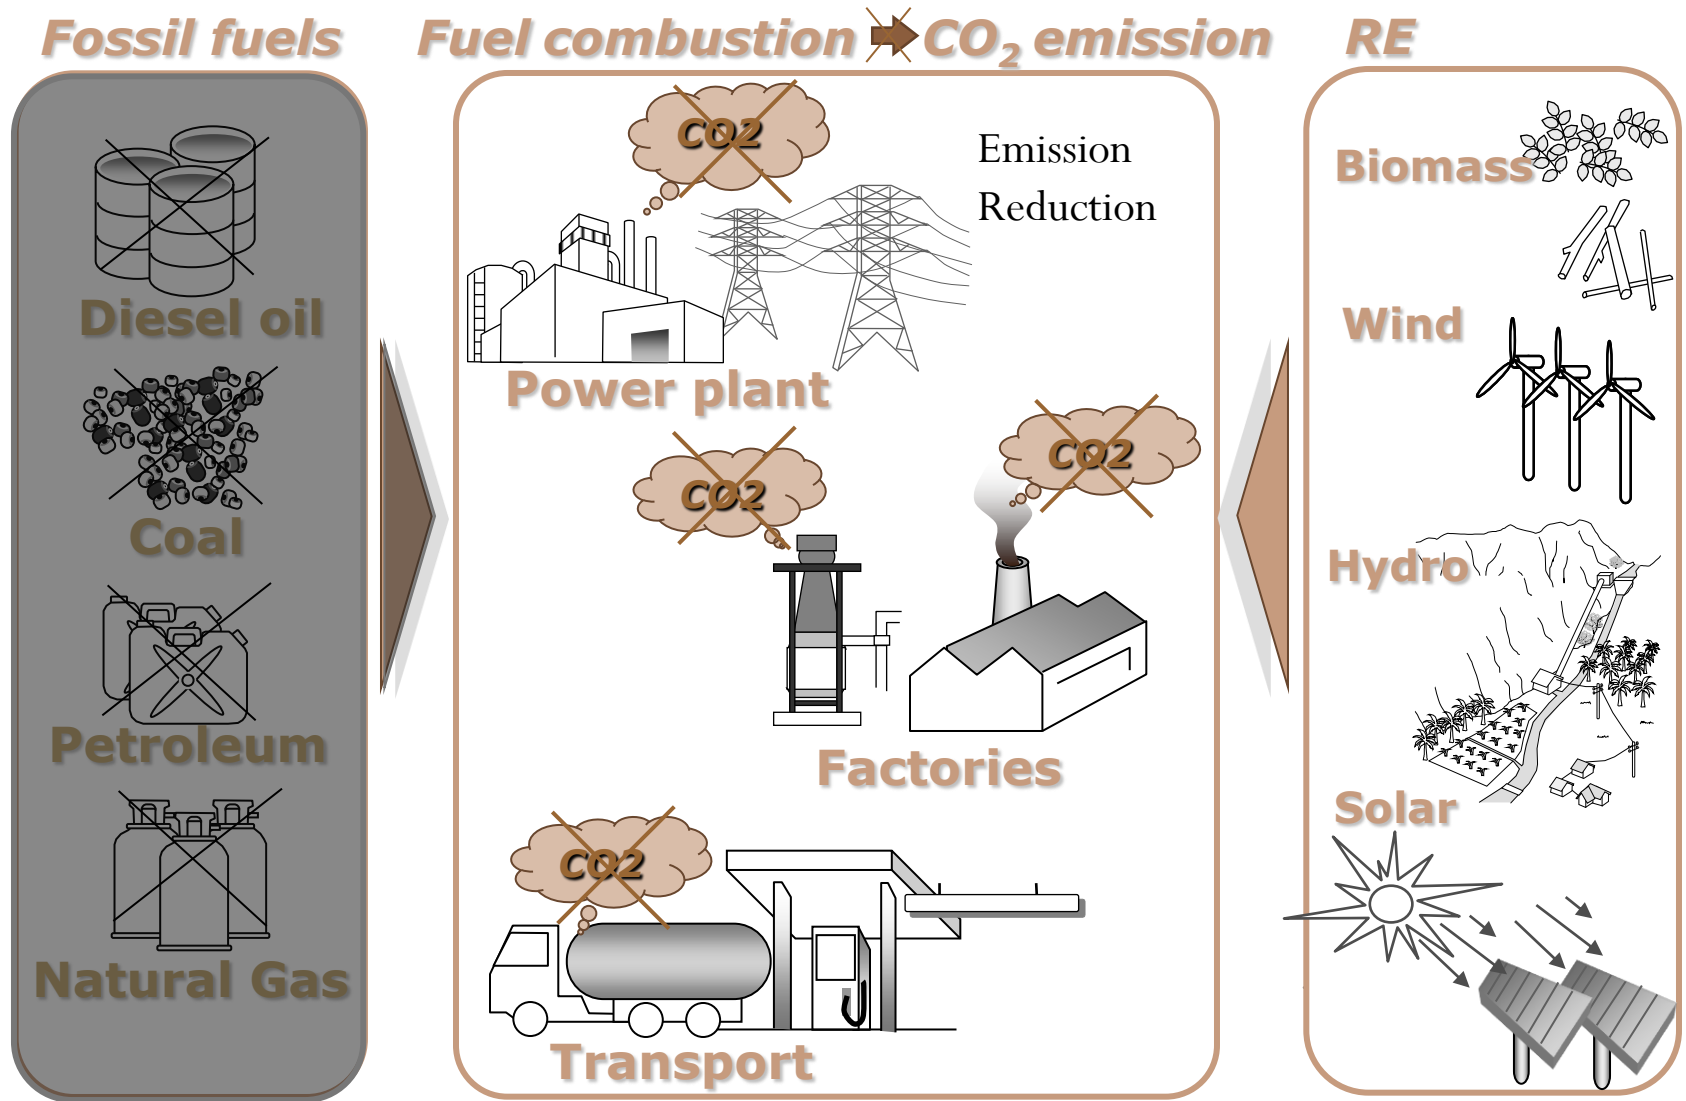 Fossil fuels
Fuel combustion CO₂ emission
RE
Diesel oil
Coal
Petroleum
Natural Gas
CO2
Emission
Reduction
Power plant
CO2
CO2
Factories
CO2
Transport
Biomass
Wind
Hydro
Solar